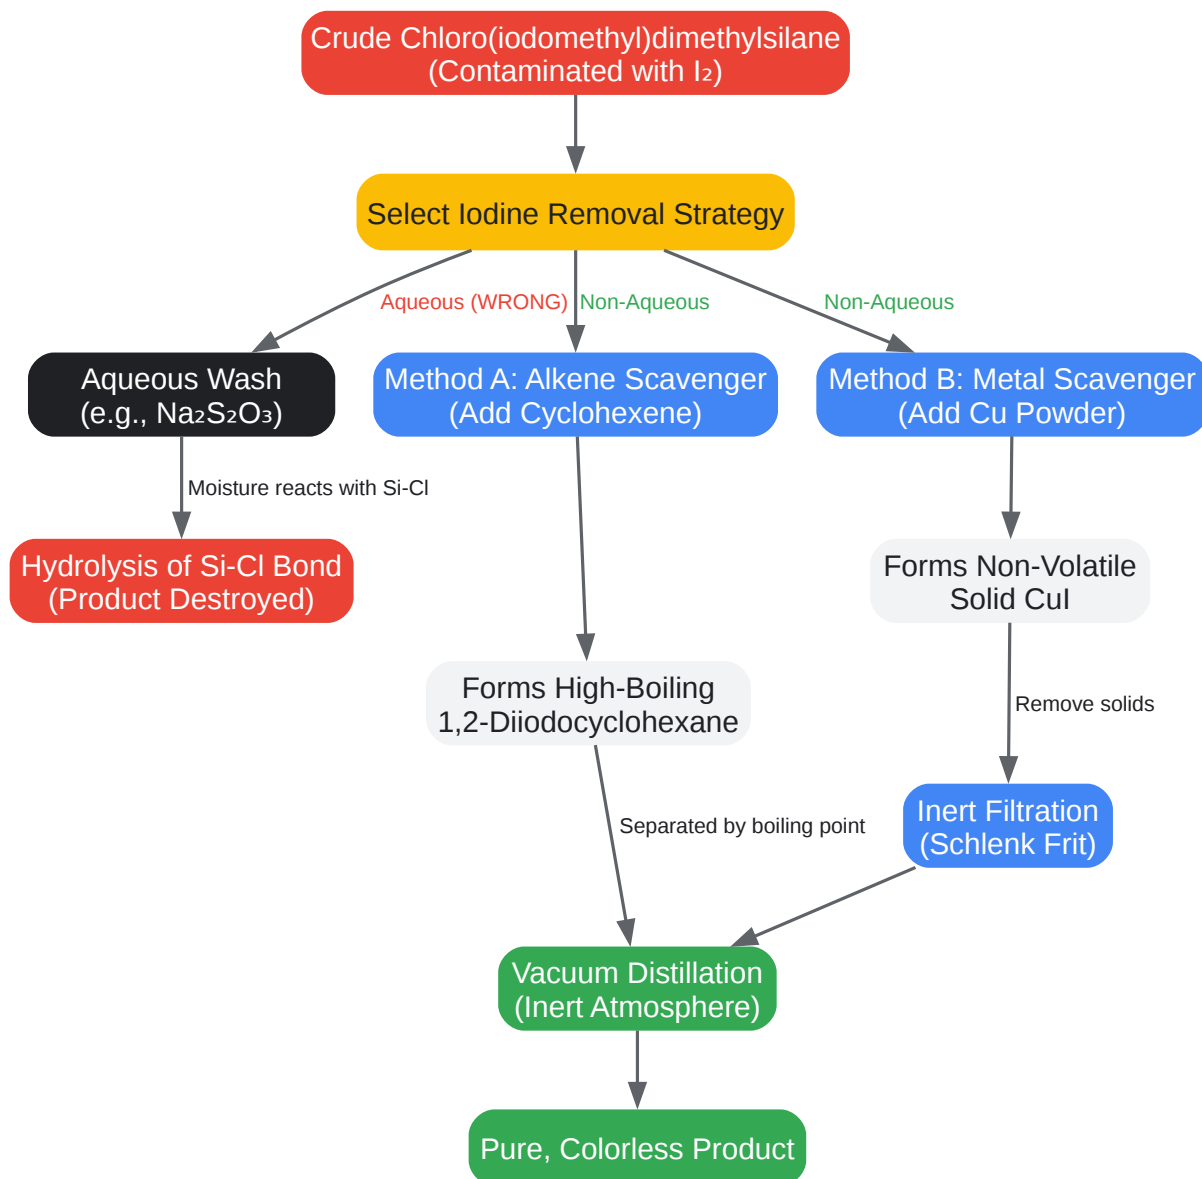 Crude Chloro(iodomethyl)dimethylsilane
(Contaminated with I₂)
Select Iodine Removal Strategy
Aqueous (WRONG)
Non-Aqueous
Non-Aqueous
Aqueous Wash
(e.g., Na₂S₂O₃)
Method A: Alkene Scavenger
(Add Cyclohexene)
Method B: Metal Scavenger
(Add Cu Powder)
Moisture reacts with Si-Cl
Hydrolysis of Si-Cl Bond
(Product Destroyed)
Forms Non-Volatile
Solid CuI
Forms High-Boiling
1,2-Diiodocyclohexane
Remove solids
Inert Filtration
(Schlenk Frit)
Separated by boiling point
Vacuum Distillation
(Inert Atmosphere)
Pure, Colorless Product